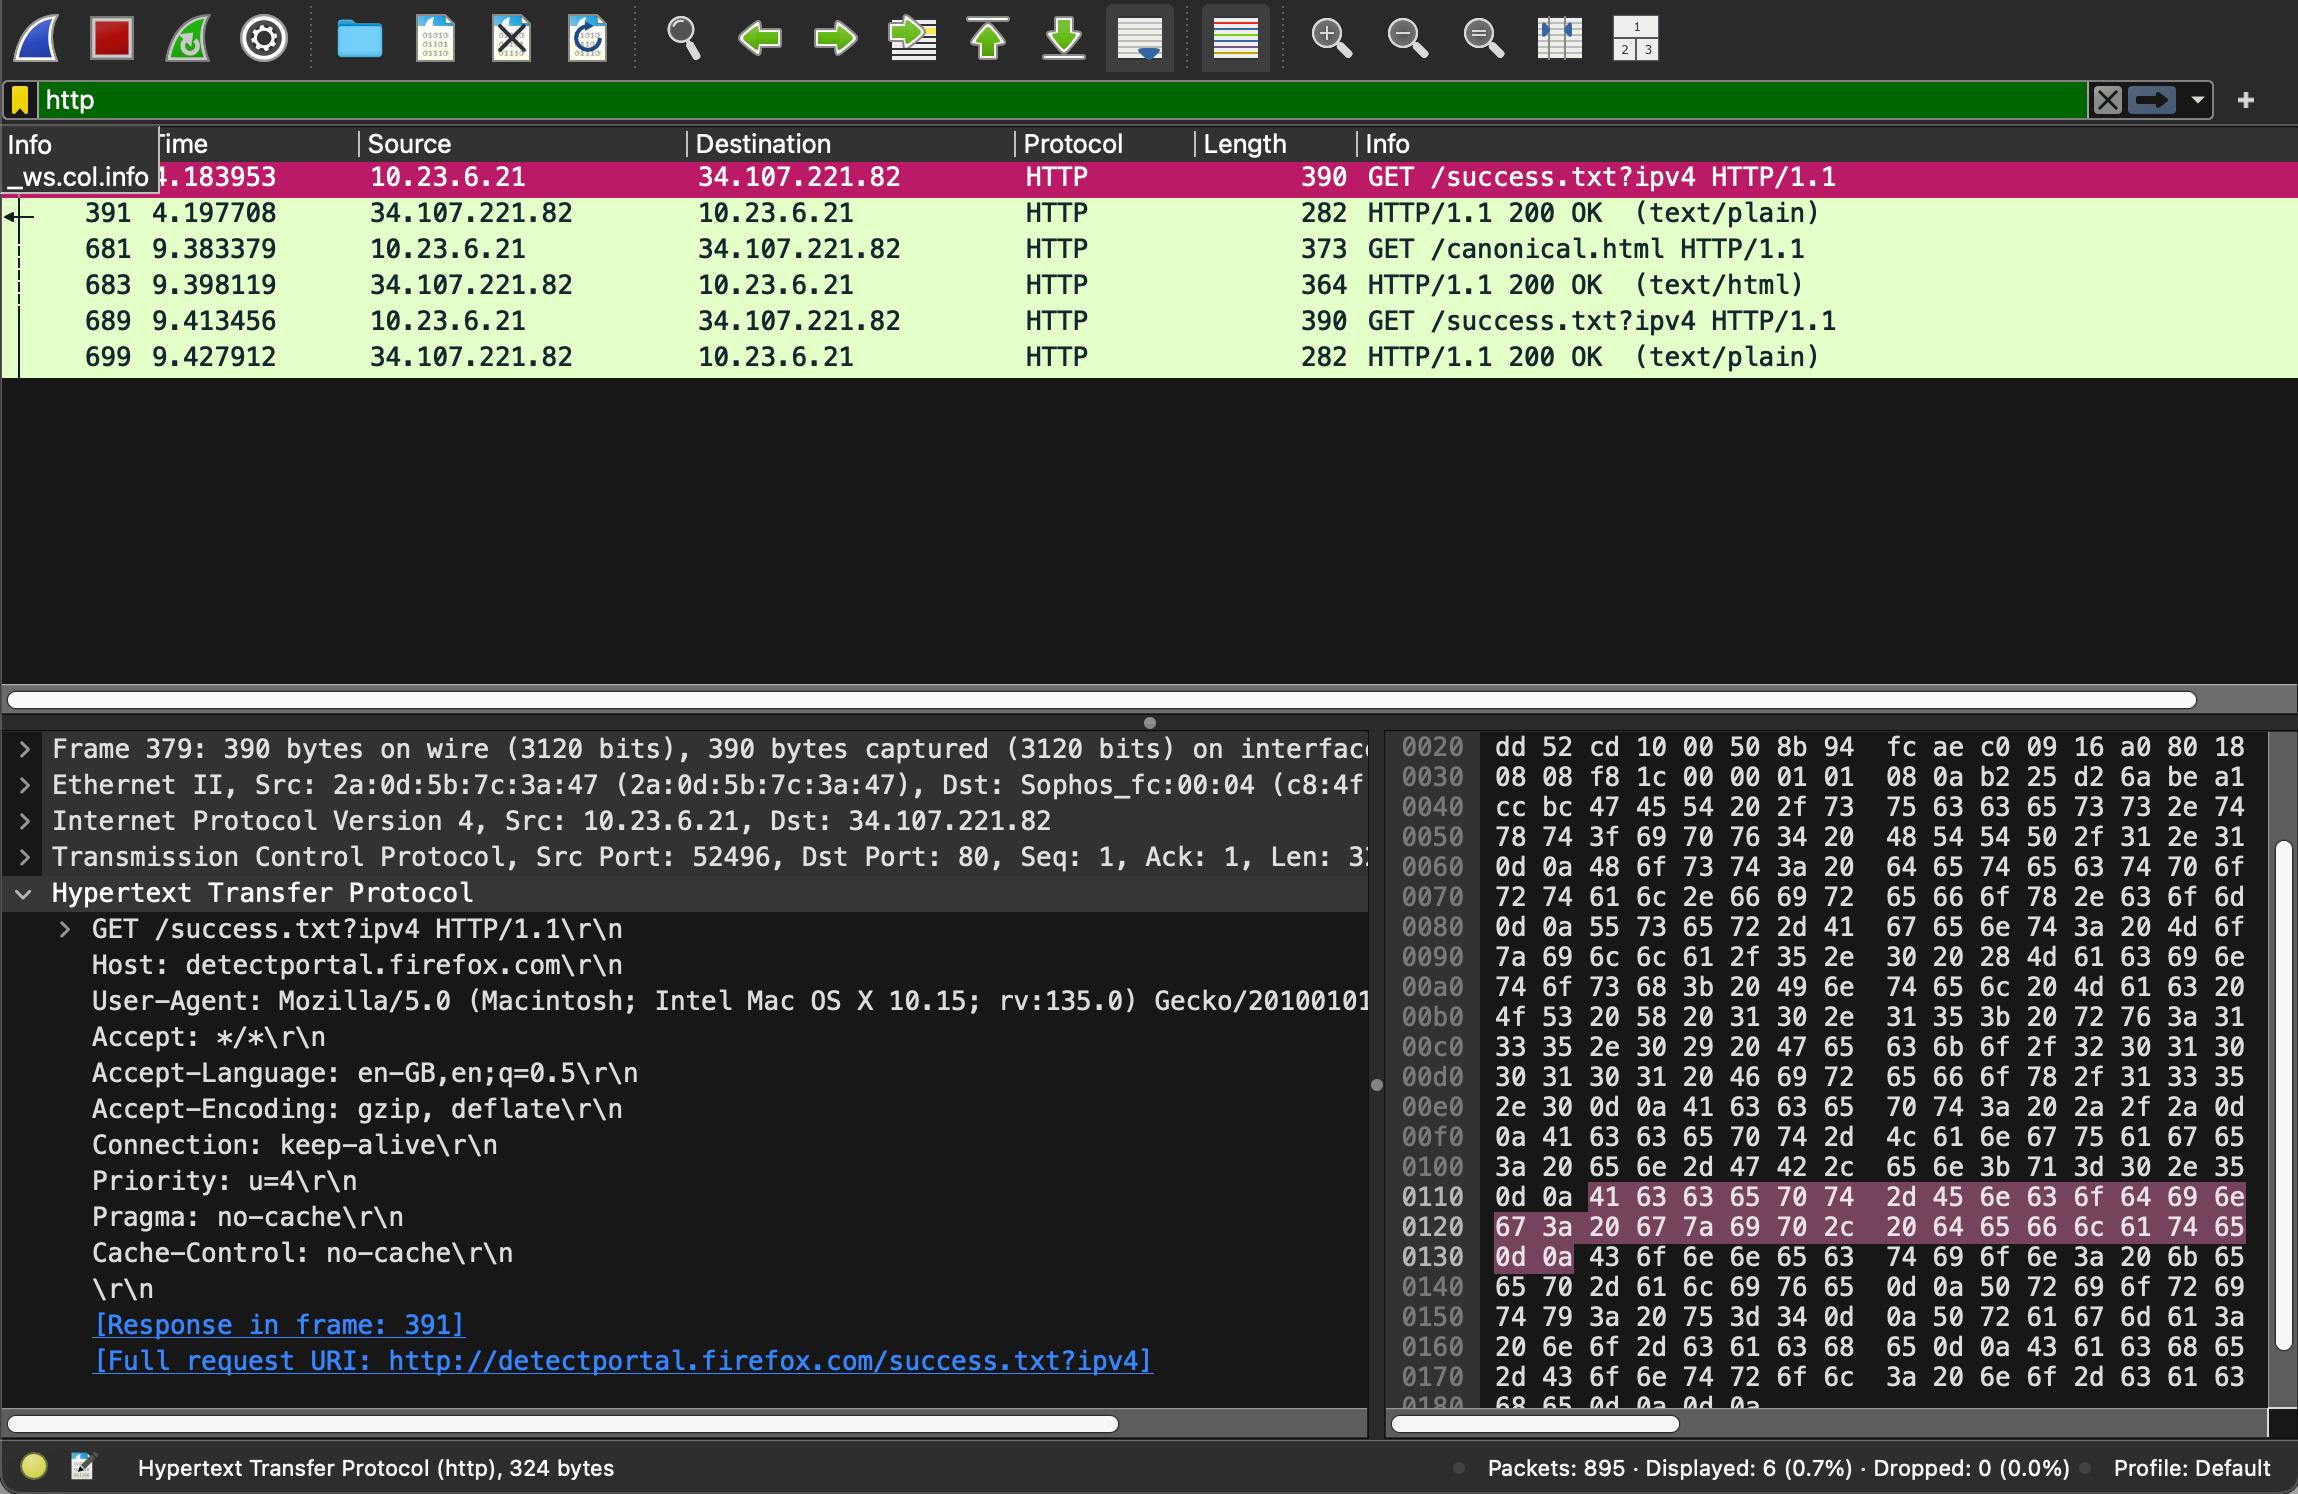 http
Info Time Source Destination Protocol Length Info
_ws.col.info 4.183953 10.23.6.21 34.107.221.82 HTTP 390 GET /success.txt?ipv4 HTTP/1.1
391 4.197708 34.107.221.82 10.23.6.21 HTTP 282 HTTP/1.1 200 OK  (text/plain)
681 9.383379 10.23.6.21 34.107.221.82 HTTP 373 GET /canonical.html HTTP/1.1
683 9.398119 34.107.221.82 10.23.6.21 HTTP 364 HTTP/1.1 200 OK  (text/html)
689 9.413456 10.23.6.21 34.107.221.82 HTTP 390 GET /success.txt?ipv4 HTTP/1.1
699 9.427912 34.107.221.82 10.23.6.21 HTTP 282 HTTP/1.1 200 OK  (text/plain)
Frame 379: 390 bytes on wire (3120 bits), 390 bytes captured (3120 bits) on interface
Ethernet II, Src: 2a:0d:5b:7c:3a:47 (2a:0d:5b:7c:3a:47), Dst: Sophos_fc:00:04 (c8:4f
Internet Protocol Version 4, Src: 10.23.6.21, Dst: 34.107.221.82
Transmission Control Protocol, Src Port: 52496, Dst Port: 80, Seq: 1, Ack: 1, Len: 32
Hypertext Transfer Protocol
GET /success.txt?ipv4 HTTP/1.1\r\n
Host: detectportal.firefox.com\r\n
User-Agent: Mozilla/5.0 (Macintosh; Intel Mac OS X 10.15; rv:135.0) Gecko/20100101
Accept: */*\r\n
Accept-Language: en-GB,en;q=0.5\r\n
Accept-Encoding: gzip, deflate\r\n
Connection: keep-alive\r\n
Priority: u=4\r\n
Pragma: no-cache\r\n
Cache-Control: no-cache\r\n
\r\n
[Response in frame: 391]
[Full request URI: http://detectportal.firefox.com/success.txt?ipv4]
0020 dd 52 cd 10 00 50 8b 94 fc ae c0 09 16 a0 80 18
0030 08 08 f8 1c 00 00 01 01 08 0a b2 25 d2 6a be a1
0040 cc bc 47 45 54 20 2f 73 75 63 63 65 73 73 2e 74
0050 78 74 3f 69 70 76 34 20 48 54 54 50 2f 31 2e 31
0060 0d 0a 48 6f 73 74 3a 20 64 65 74 65 63 74 70 6f
0070 72 74 61 6c 2e 66 69 72 65 66 6f 78 2e 63 6f 6d
0080 0d 0a 55 73 65 72 2d 41 67 65 6e 74 3a 20 4d 6f
0090 7a 69 6c 6c 61 2f 35 2e 30 20 28 4d 61 63 69 6e
00a0 74 6f 73 68 3b 20 49 6e 74 65 6c 20 4d 61 63 20
00b0 4f 53 20 58 20 31 30 2e 31 35 3b 20 72 76 3a 31
00c0 33 35 2e 30 29 20 47 65 63 6b 6f 2f 32 30 31 30
00d0 30 31 30 31 20 46 69 72 65 66 6f 78 2f 31 33 35
00e0 2e 30 0d 0a 41 63 63 65 70 74 3a 20 2a 2f 2a 0d
00f0 0a 41 63 63 65 70 74 2d 4c 61 6e 67 75 61 67 65
0100 3a 20 65 6e 2d 47 42 2c 65 6e 3b 71 3d 30 2e 35
0110 0d 0a 41 63 63 65 70 74 2d 45 6e 63 6f 64 69 6e
0120 67 3a 20 67 7a 69 70 2c 20 64 65 66 6c 61 74 65
0130 0d 0a 43 6f 6e 6e 65 63 74 69 6f 6e 3a 20 6b 65
0140 65 70 2d 61 6c 69 76 65 0d 0a 50 72 69 6f 72 69
0150 74 79 3a 20 75 3d 34 0d 0a 50 72 61 67 6d 61 3a
0160 20 6e 6f 2d 63 61 63 68 65 0d 0a 43 61 63 68 65
0170 2d 43 6f 6e 74 72 6f 6c 3a 20 6e 6f 2d 63 61 63
0180 68 65 0d 0a 0d 0a
Hypertext Transfer Protocol (http), 324 bytes
Packets: 895 · Displayed: 6 (0.7%) · Dropped: 0 (0.0%)
Profile: Default